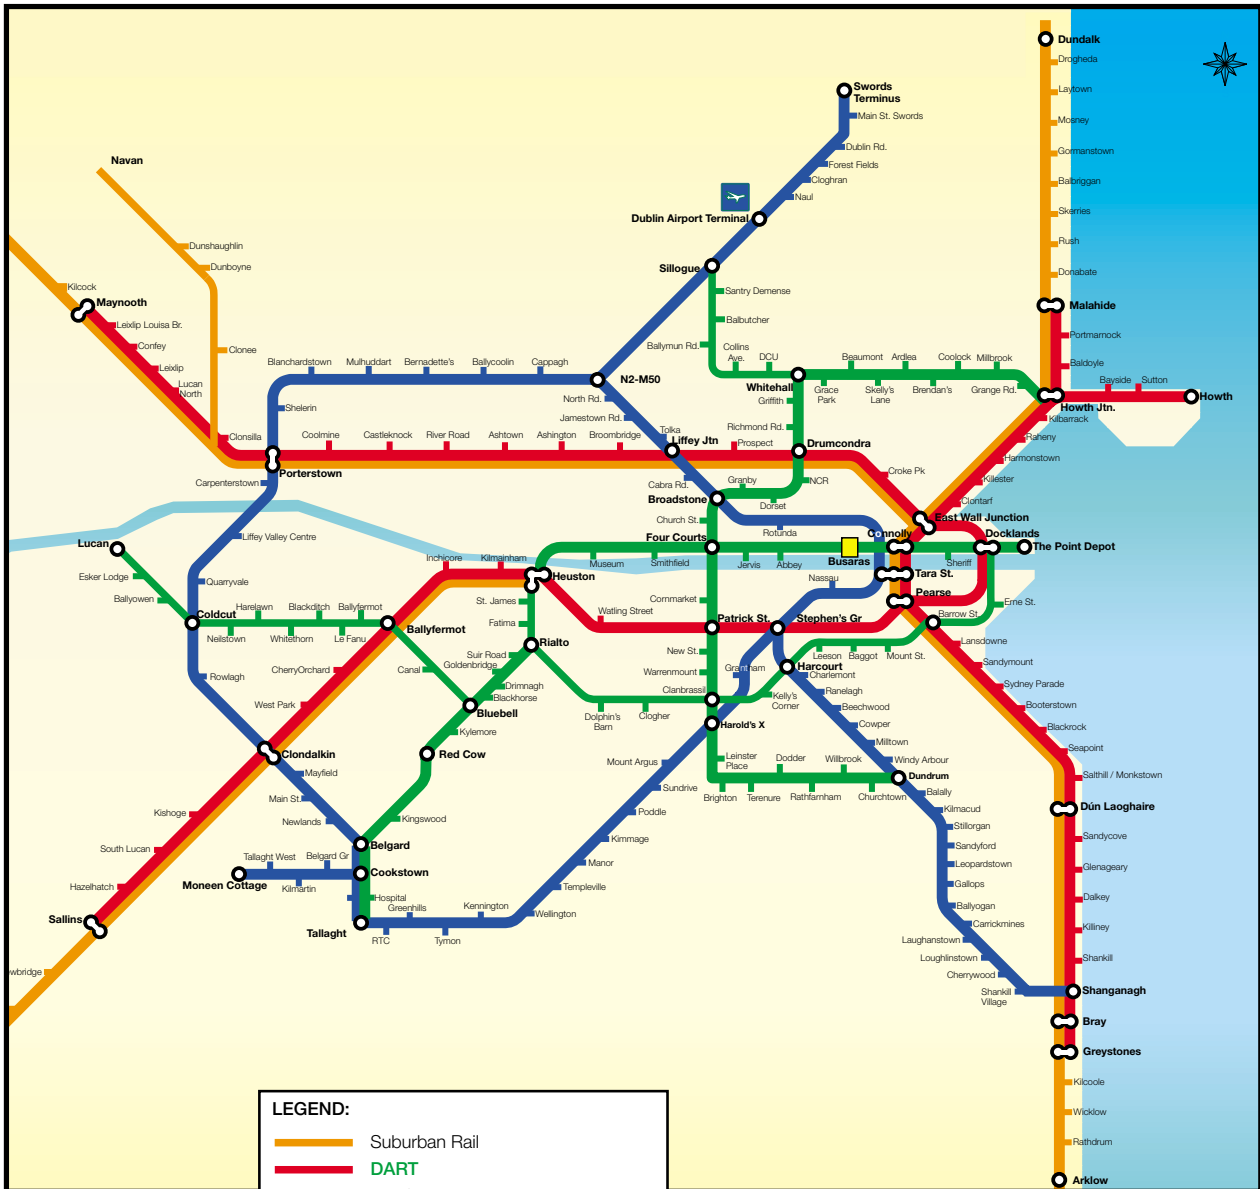 Dundalk
Drogheda
Laytown
Mosney
Gormanstown
Balbriggan
Skerries
Rush
Donabate
Malahide
Portmarnock
Baldoyle
Bayside
Sutton
Howth
Howth Jtn.
Kilbarrack
Raheny
Harmonstown
Killester
Clontarf
East Wall Junction
Swords
Terminus
Main St. Swords
Dublin Rd.
Forest Fields
Cloghran
Naul
Dublin Airport Terminal
Sillogue
Santry Demense
Balbutcher
Ballymun Rd.
Collins
Ave.
DCU
Whitehall
Beaumont
Ardlea
Coolock
Millbrook
Grace
Park
Skelly's
Lane
Brendan's
Grange Rd.
Griffith
Richmond Rd.
Drumcondra
NCR
Granby
Dorset
Navan
Dunshaughlin
Dunboyne
Clonee
Kilcock
Maynooth
Leixlip Louisa Br.
Confey
Leixlip
Lucan
North
Clonsilla
Blanchardstown
Mulhuddart
Bernadette's
Ballycoolin
Cappagh
N2-M50
North Rd.
Jamestown Rd.
Tolka
Liffey Jtn
Cabra Rd.
Broadstone
Shelerin
Coolmine
Castleknock
River Road
Ashtown
Ashington
Broombridge
Prospect
Croke Pk
Porterstown
Carpenterstown
Liffey Valley Centre
Quarryvale
Lucan
Esker Lodge
Ballyowen
Coldcut
Harelawn
Blackditch
Ballyfermot
Neilstown
Whitethorn
Le Fanu
Ballyfermot
Inchicore
Kilmainham
Heuston
Church St.
Rotunda
Four Courts
Museum
Smithfield
Jervis
Abbey
Busaras
Connolly
Docklands
Sheriff
The Point Depot
Tara St.
Nassau
Pearse
Erne St.
Barrow St.
Cornmarket
Watling Street
Patrick St.
Stephen's Gr
St. James
Fatima
Rialto
Suir Road
Goldenbridge
Drimnagh
Blackhorse
Bluebell
Kylemore
Canal
Red Cow
Kingswood
New St.
Warrenmount
Clanbrassil
Grantham
Kelly's
Corner
Harcourt
Leeson
Baggot
Mount St.
Dolphin's
Barn
Clogher
Harold's X
Charlemont
Ranelagh
Beechwood
Cowper
Milltown
Windy Arbour
Dundrum
Leinster
Place
Dodder
Willbrook
Brighton
Terenure
Rathfarnham
Churchtown
Lansdowne
Sandymount
Sydney Parade
Booterstown
Blackrock
Seapoint
Salthill / Monkstown
Dún Laoghaire
Sandycove
Glenageary
Dalkey
Killiney
Shankill
Shanganagh
Bray
Greystones
Kilcoole
Wicklow
Rathdrum
Arklow
Balally
Kilmacud
Stillorgan
Sandyford
Leopardstown
Gallops
Ballyogan
Carrickmines
Laughanstown
Loughlinstown
Cherrywood
Shankill
Village
Rowlagh
CherryOrchard
West Park
Clondalkin
Mayfield
Main St.
Newlands
Belgard
Kishoge
South Lucan
Hazelhatch
Sallins
wbridge
Tallaght West
Belgard Gr
Moneen Cottage
Kilmartin
Cookstown
Hospital
Greenhills
Tallaght
RTC
Tymon
Kennington
Wellington
Templeville
Manor
Kimmage
Poddle
Sundrive
Mount Argus
LEGEND:
Suburban Rail
DART